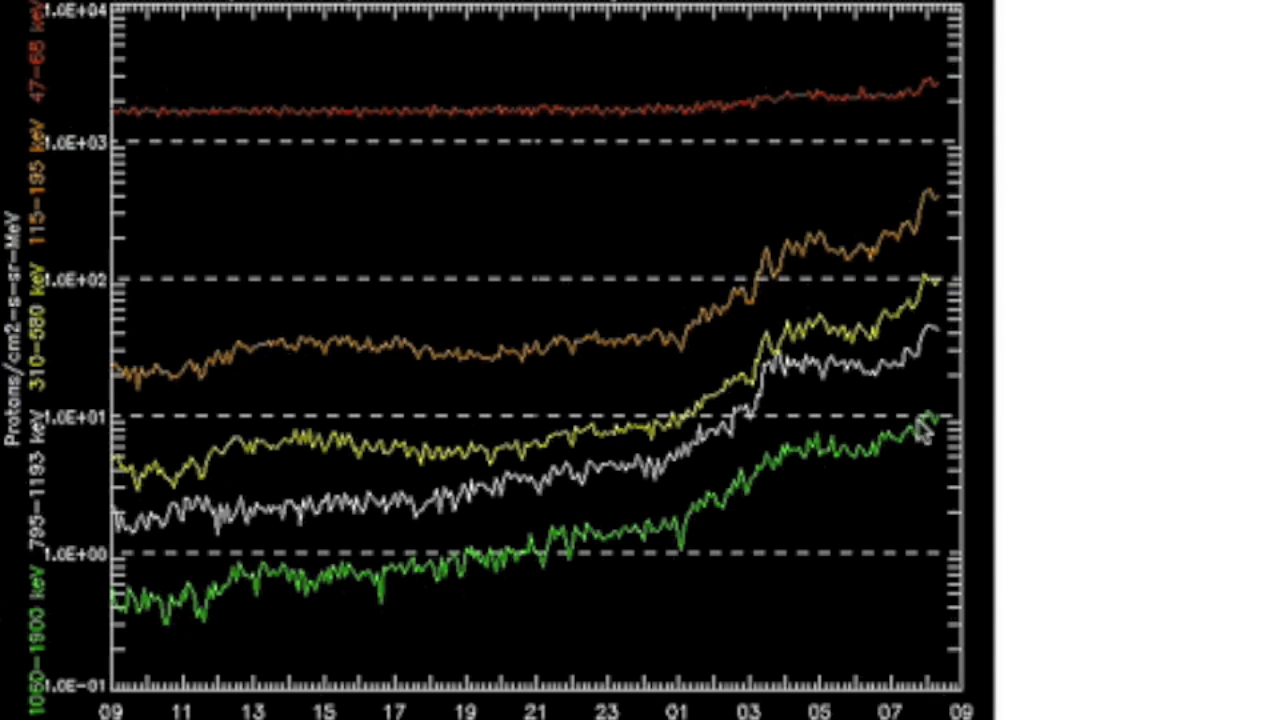 1.0E+04
1.0E+03
1.0E+02
1.0E+01
1.0E+00
1.0E-01
Protons/cm2-s-sr-MeV
47-65 keV
115-195 keV
310-580 keV
795-1193 keV
1060-1900 keV
09 11 13 15 17 19 21 23 01 03 05 07 09